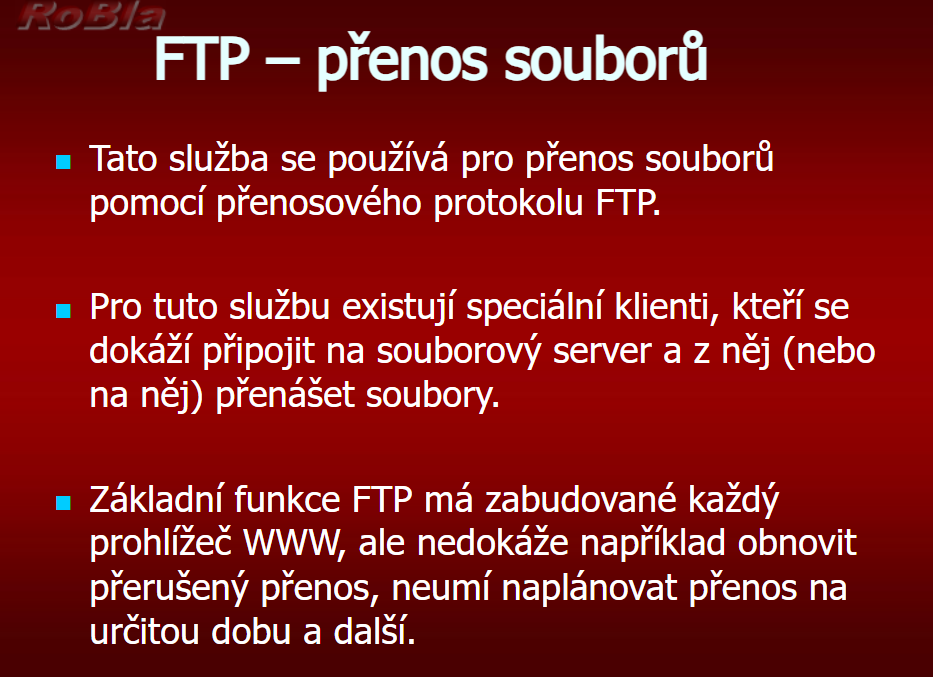 RoBla
FTP – přenos souborů
Tato služba se používá pro přenos souborů
pomocí přenosového protokolu FTP.
Pro tuto službu existují speciální klienti, kteří se
dokáží připojit na souborový server a z něj (nebo
na něj) přenášet soubory.
Základní funkce FTP má zabudované každý
prohlížeč WWW, ale nedokáže například obnovit
přerušený přenos, neumí naplánovat přenos na
určitou dobu a další.